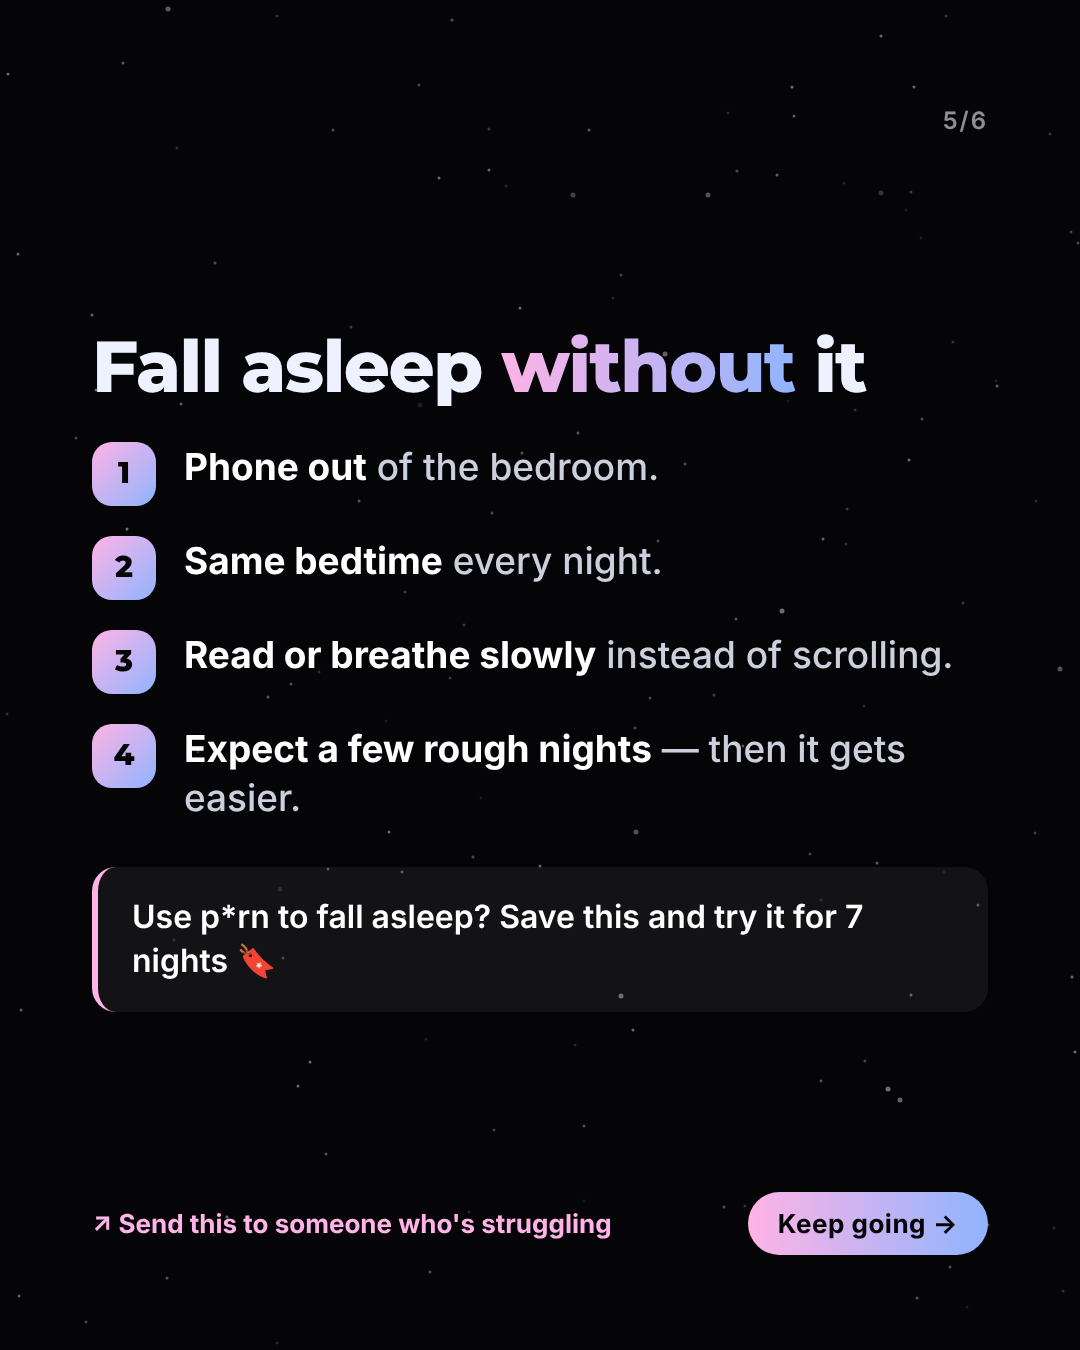 5/6
Fall asleep without it
1 Phone out of the bedroom.
2 Same bedtime every night.
3 Read or breathe slowly instead of scrolling.
4 Expect a few rough nights — then it gets
easier.
Use p*rn to fall asleep? Save this and try it for 7
nights 🔖
↗ Send this to someone who's struggling
Keep going →